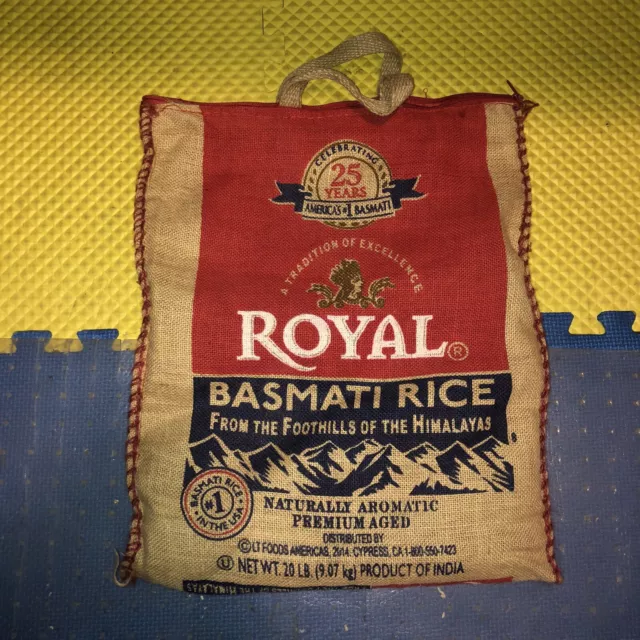 CELEBRATING
25
YEARS
AMERICA'S #1 BASMATI
A TRADITION OF EXCELLENCE
ROYAL®
BASMATI RICE
FROM THE FOOTHILLS OF THE HIMALAYAS
BASMATI RICE
#1
IN THE USA
NATURALLY AROMATIC
PREMIUM AGED
DISTRIBUTED BY
©LT FOODS AMERICAS, 2014. CYPRESS, CA 1-800-550-7423
Ⓤ NET WT. 20 LB. (9.07 kg) PRODUCT OF INDIA